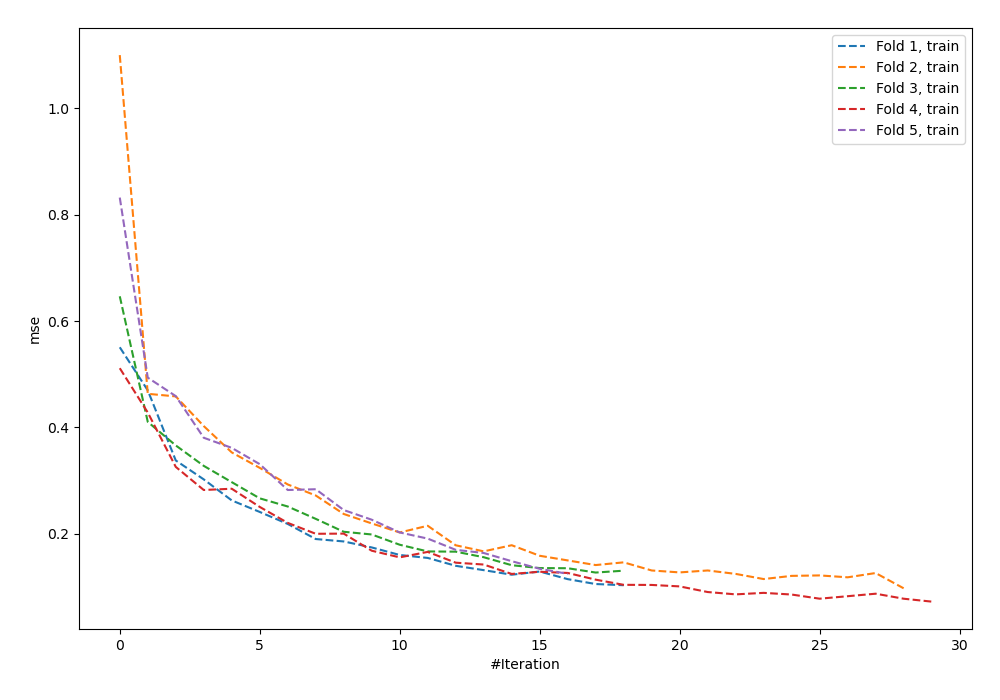 Fold 1, train
Fold 2, train
Fold 3, train
Fold 4, train
Fold 5, train
1.0
0.8
0.6
0.4
0.2
mse
0 5 10 15 20 25 30
#Iteration